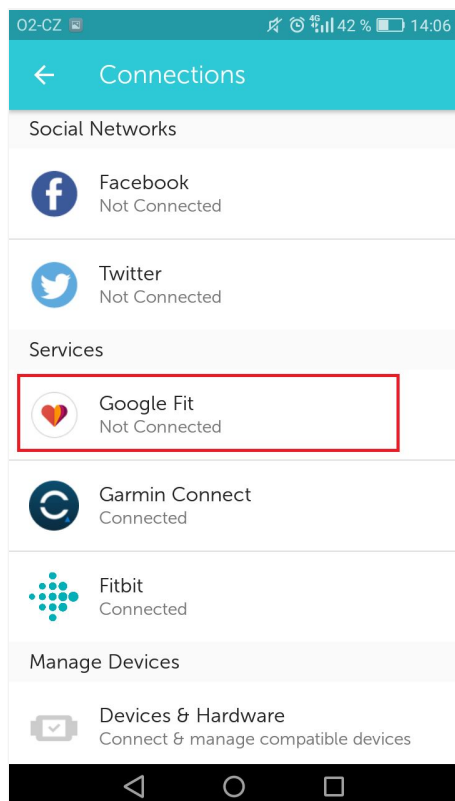 O2-CZ 4G 42 % 14:06
Connections
Social Networks
Facebook
Not Connected
Twitter
Not Connected
Services
Google Fit
Not Connected
Garmin Connect
Connected
Fitbit
Connected
Manage Devices
Devices & Hardware
Connect & manage compatible devices